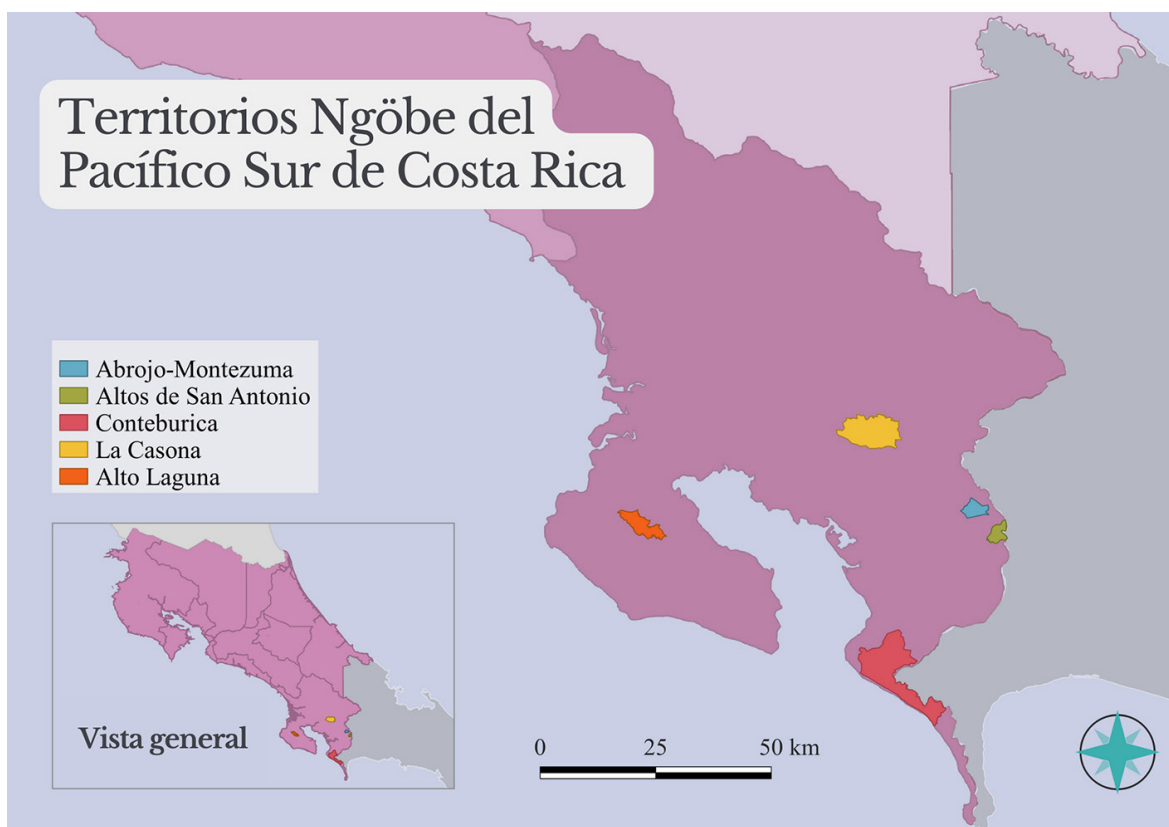 Territorios Ngöbe del
Pacífico Sur de Costa Rica
Abrojo-Montezuma
Altos de San Antonio
Conteburica
La Casona
Alto Laguna
Vista general
0 25 50 km